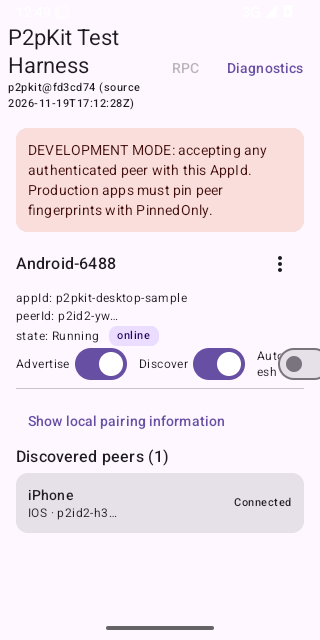 P2pKit Test
Harness
RPC
Diagnostics
p2pkit@fd3cd74 (source
2026-11-19T17:12:28Z)
DEVELOPMENT MODE: accepting any
authenticated peer with this AppId.
Production apps must pin peer
fingerprints with PinnedOnly.
Android-6488
appId: p2pkit-desktop-sample
peerId: p2id2-yw…
state: Running
online
Advertise
Discover
esh
Show local pairing information
Discovered peers (1)
iPhone
IOS · p2id2-h3…
Connected